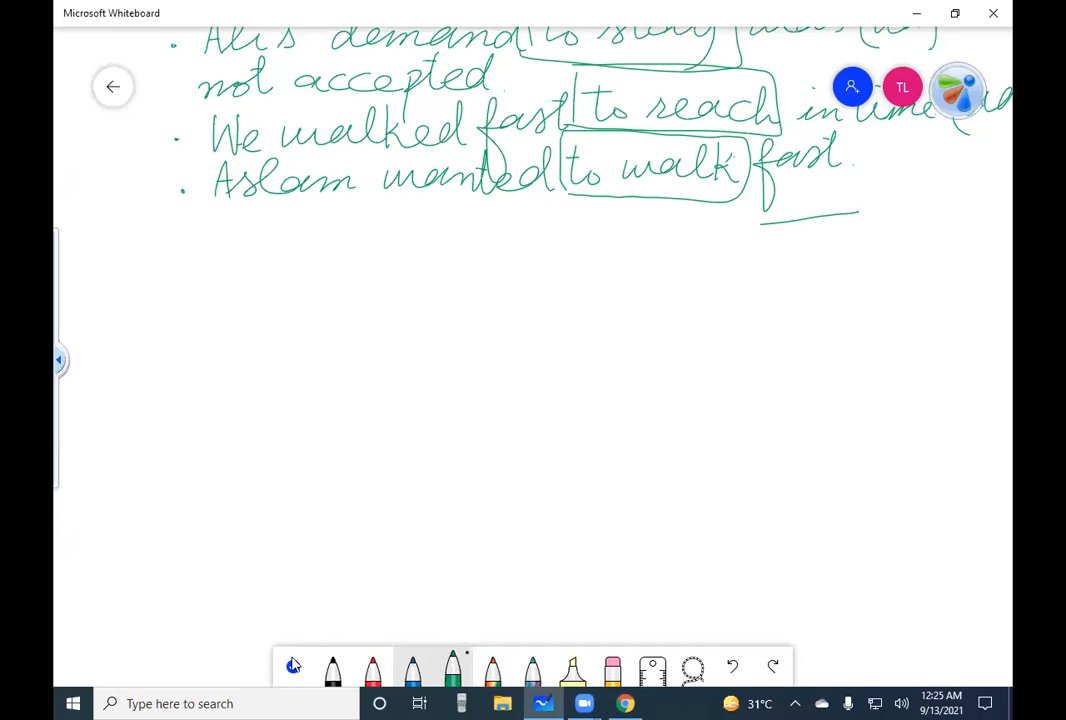 Microsoft Whiteboard
. Ali's demand to stay
not accepted.
TL
. We walked fast to reach in time
. Aslam wanted to walk fast.
Type here to search
31°C
12:25 AM
9/13/2021